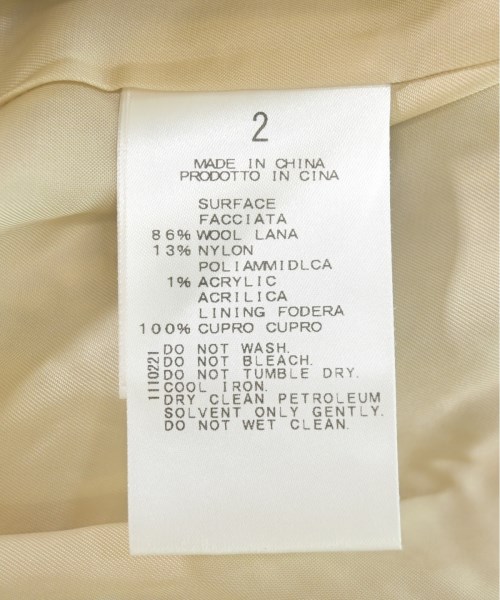 2
MADE IN CHINA
PRODOTTO IN CINA
SURFACE
FACCIATA
86% WOOL LANA
13% NYLON
POLIAMMIDLCA
1% ACRYLIC
ACRILICA
LINING FODERA
100% CUPRO CUPRO
DO NOT WASH.
DO NOT BLEACH.
DO NOT TUMBLE DRY.
COOL IRON.
DRY CLEAN PETROLEUM
SOLVENT ONLY GENTLY.
DO NOT WET CLEAN.
1110221